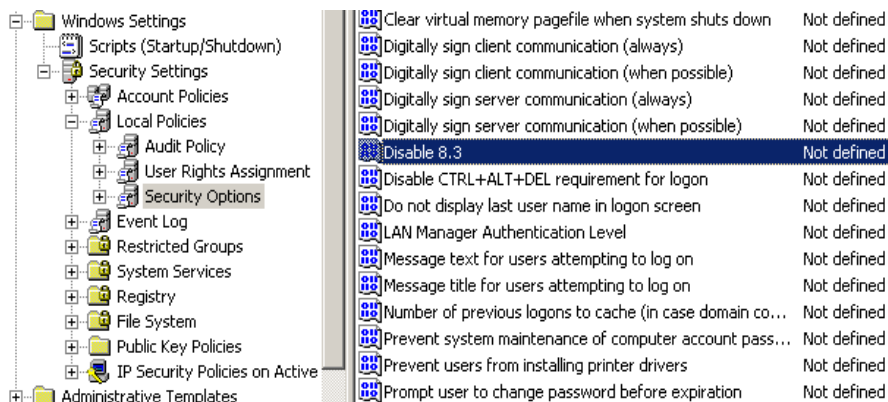 Windows Settings
Scripts (Startup/Shutdown)
Security Settings
Account Policies
Local Policies
Audit Policy
User Rights Assignment
Security Options
Event Log
Restricted Groups
System Services
Registry
File System
Public Key Policies
IP Security Policies on Active
Administrative Templates
Clear virtual memory pagefile when system shuts down Not defined
Digitally sign client communication (always) Not defined
Digitally sign client communication (when possible) Not defined
Digitally sign server communication (always) Not defined
Digitally sign server communication (when possible) Not defined
Disable 8.3 Not defined
Disable CTRL+ALT+DEL requirement for logon Not defined
Do not display last user name in logon screen Not defined
LAN Manager Authentication Level Not defined
Message text for users attempting to log on Not defined
Message title for users attempting to log on Not defined
Number of previous logons to cache (in case domain co... Not defined
Prevent system maintenance of computer account pass... Not defined
Prevent users from installing printer drivers Not defined
Prompt user to change password before expiration Not defined